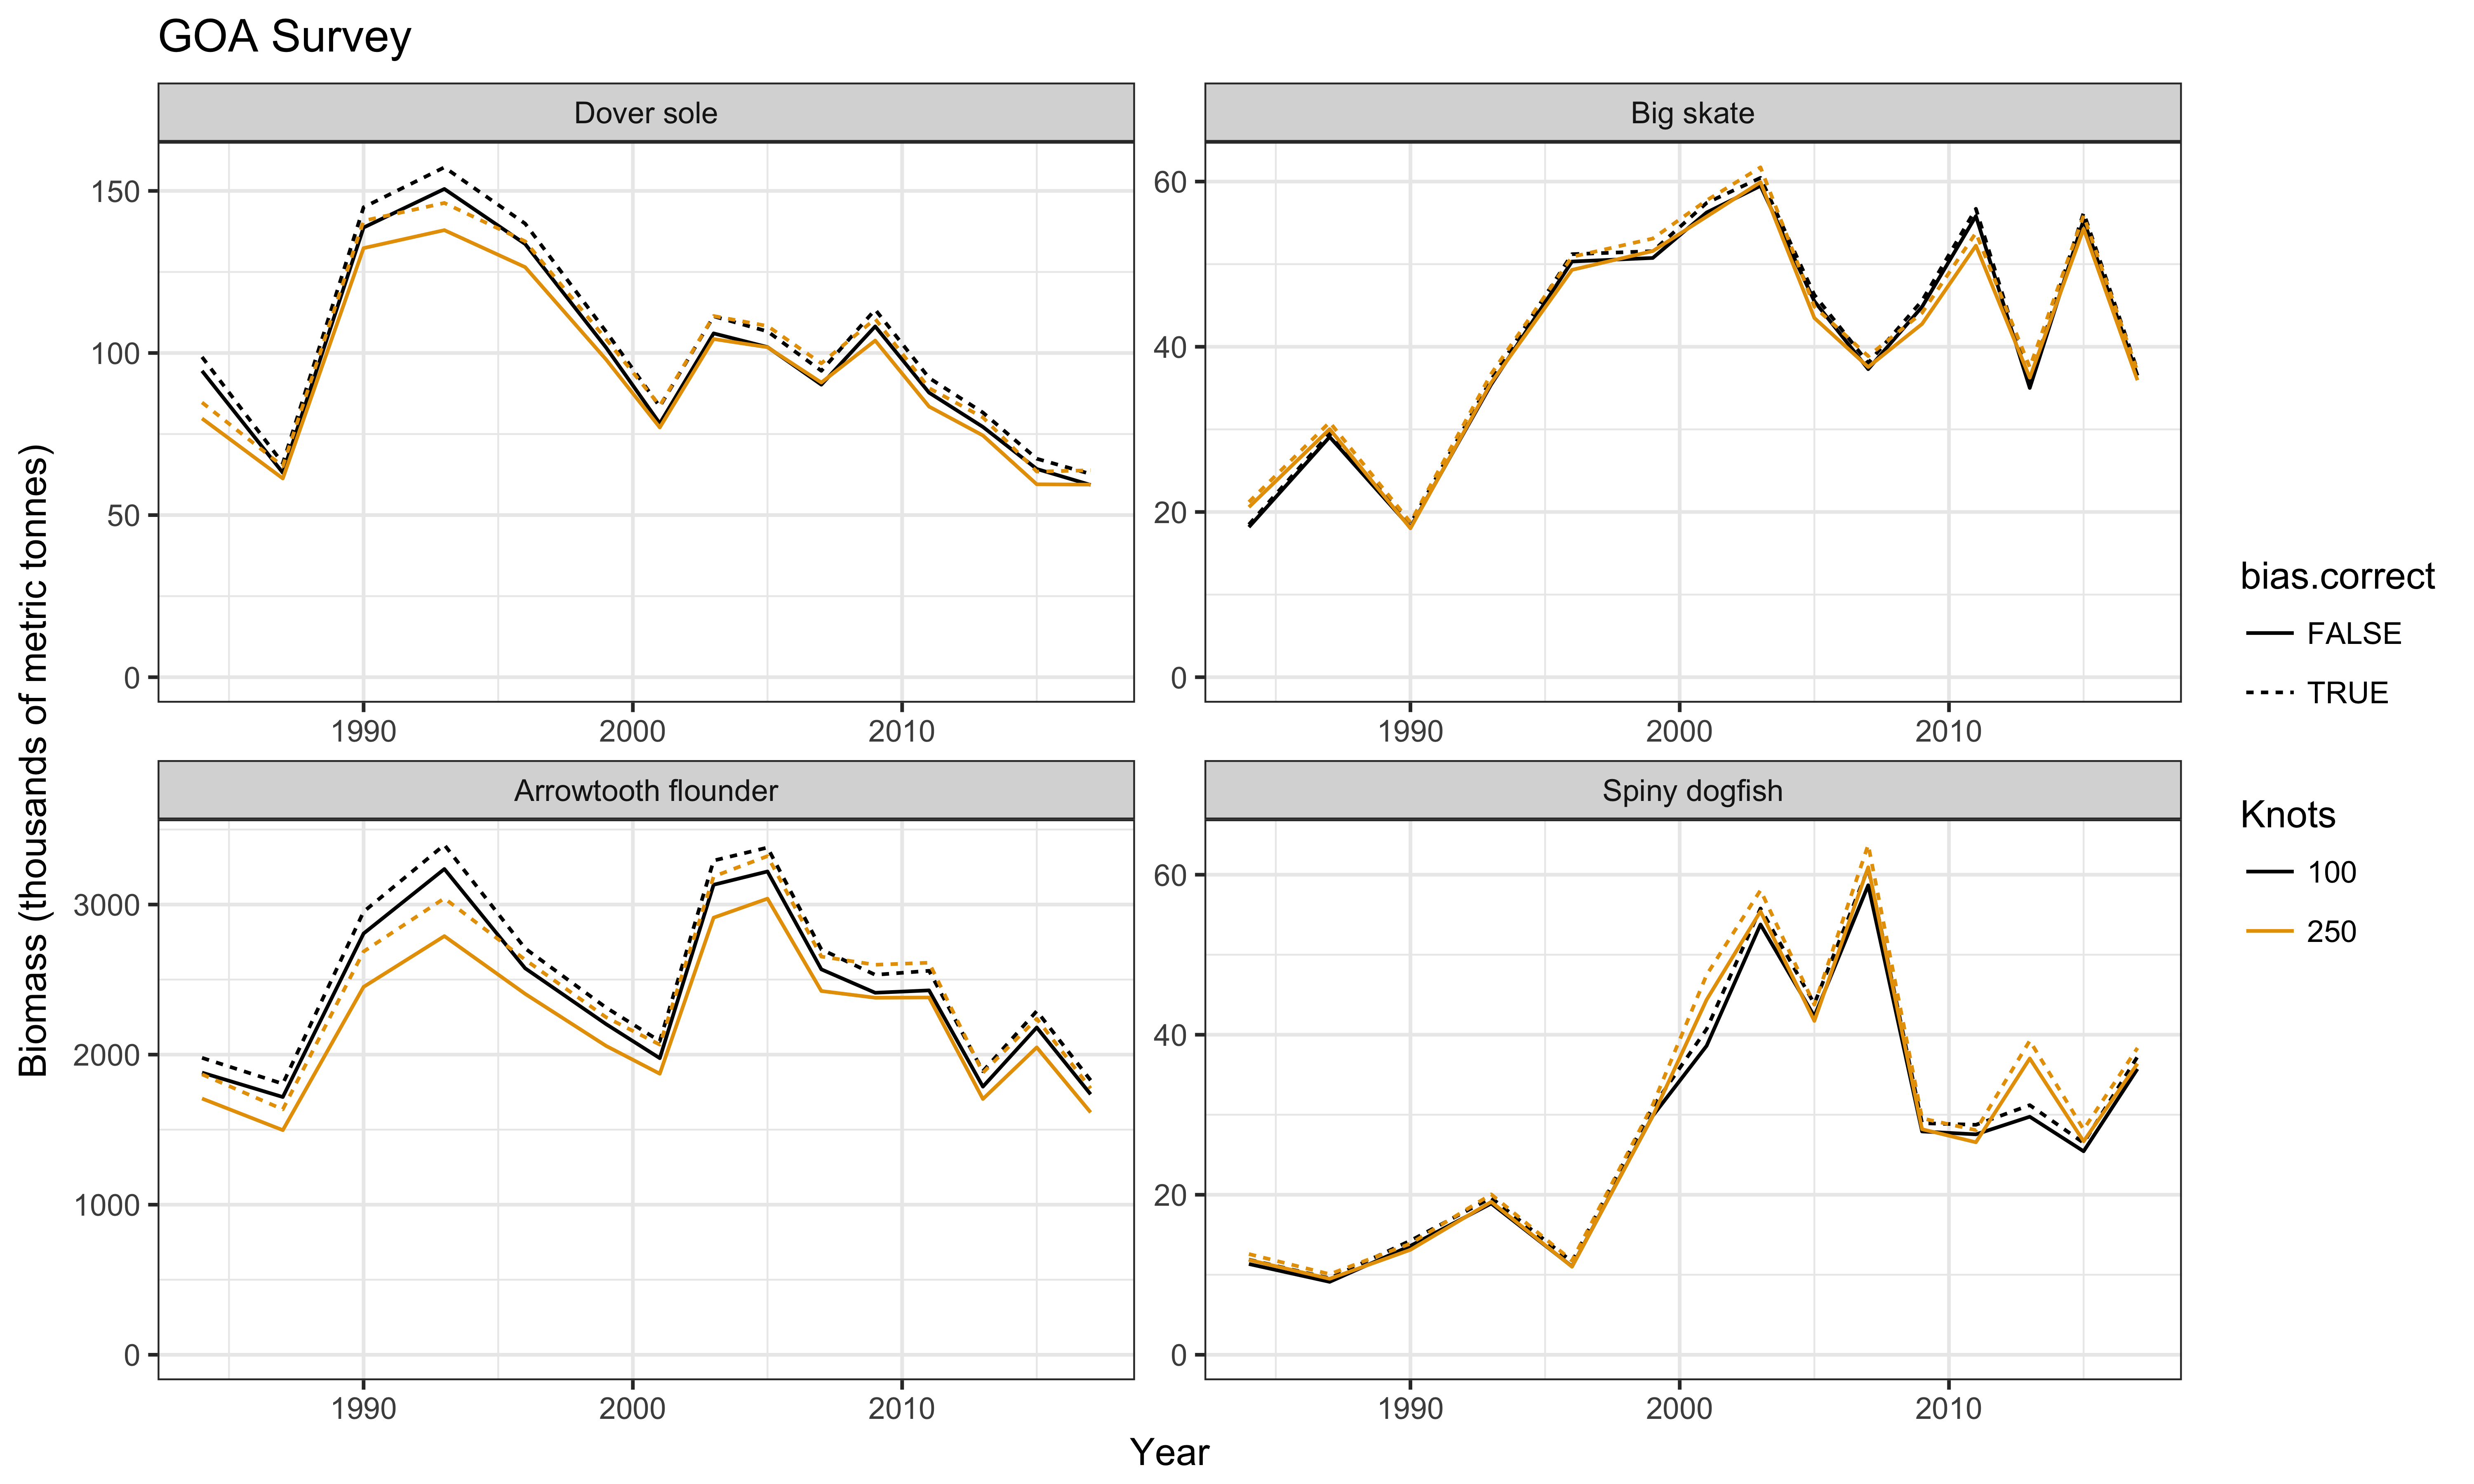 GOA Survey
Dover sole
Big skate
150
100
50
0
60
40
20
0
1990
2000
2010
1990
2000
2010
Arrowtooth flounder
Spiny dogfish
3000
2000
1000
0
60
40
20
0
1990
2000
2010
1990
2000
2010
Year
Biomass (thousands of metric tonnes)
bias.correct
FALSE
TRUE
Knots
100
250